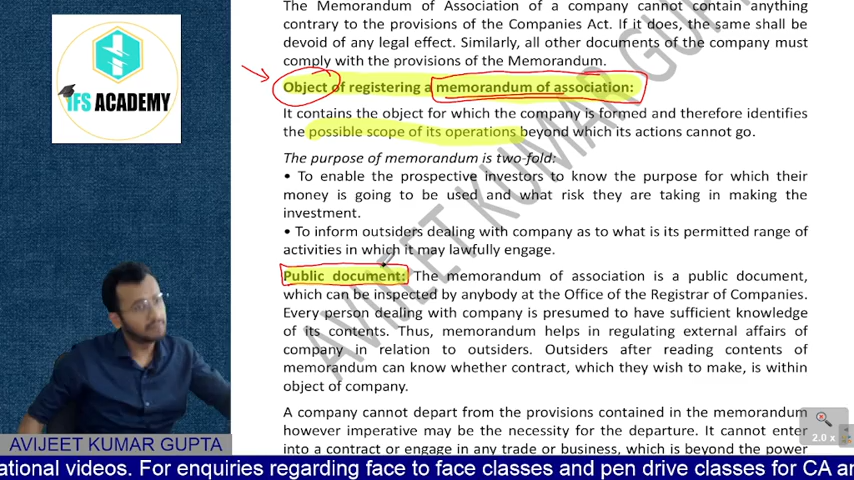 The Memorandum of Association of a company cannot contain anything
contrary to the provisions of the Companies Act. If it does, the same shall
be devoid of any legal effect. Similarly, all other documents of the company must
comply with the provisions of the Memorandum.
Object of registering a memorandum of association:
It contains the object for which the company is formed and therefore identifies
the possible scope of its operations beyond which its actions cannot go.
The purpose of memorandum is two-fold:
• To enable the prospective investors to know the purpose for which their
money is going to be used and what risk they are taking in making the
investment.
• To inform outsiders dealing with company as to what is its permitted range of
activities in which it may lawfully engage.
Public document: The memorandum of association is a public document,
which can be inspected by anybody at the Office of the Registrar of Companies.
Every person dealing with company is presumed to have sufficient knowledge
of its contents. Thus, memorandum helps in regulating external affairs of
company in relation to outsiders. Outsiders after reading contents of
memorandum can know whether contract, which they wish to make, is within
object of company.
A company cannot depart from the provisions contained in the memorandum
however imperative may be the necessity for the departure. It cannot enter
into a contract or engage in any trade or business, which is beyond the power
IFS ACADEMY
AVIJEET KUMAR GUPTA
2.0 x
AVIJEET KUMAR GUPTA
ational videos. For enquiries regarding face to face classes and pen drive classes for CA an